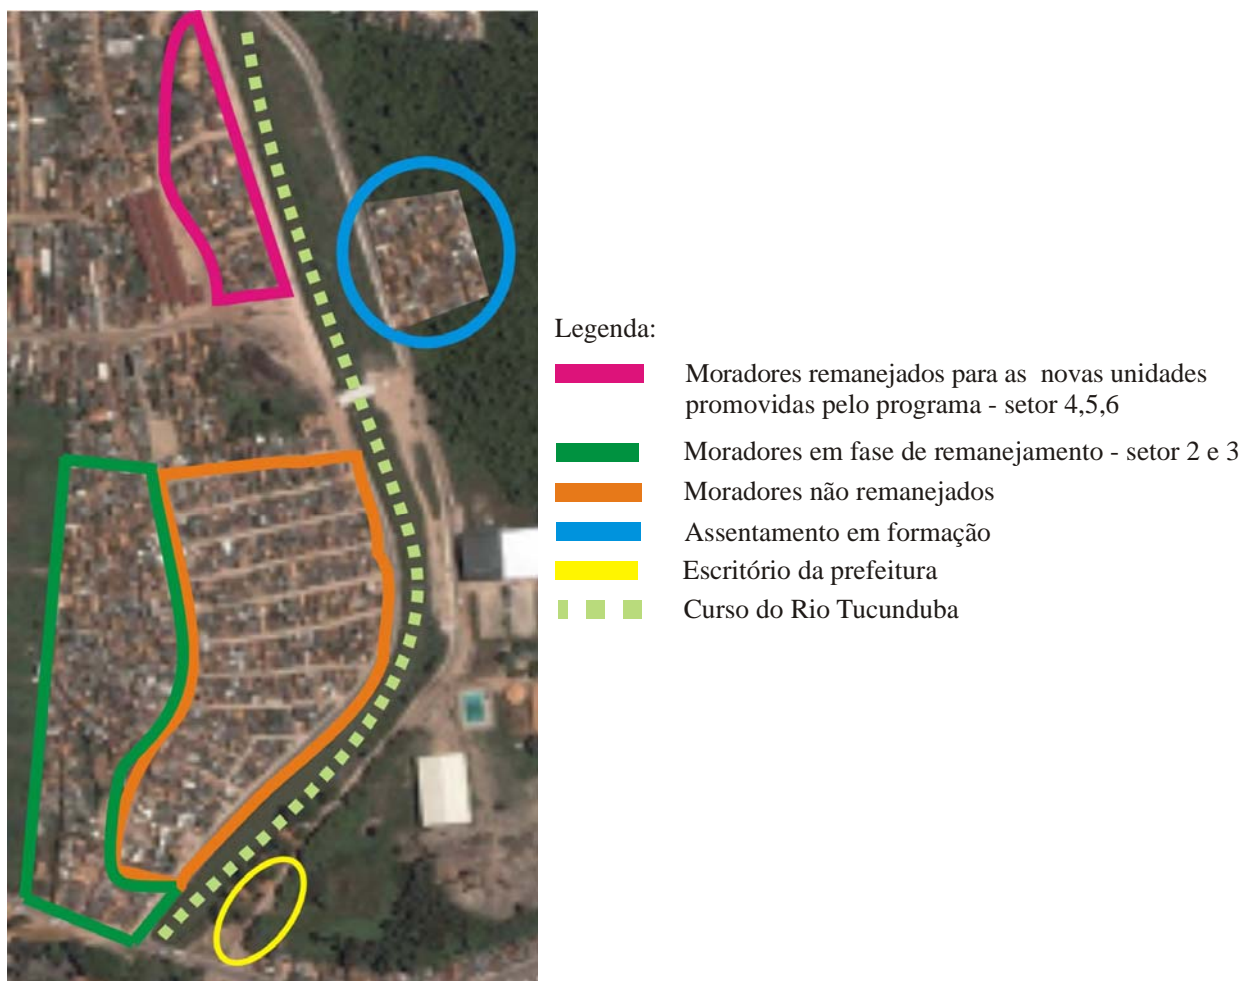 Legenda:
Moradores remanejados para as novas unidades
promovidas pelo programa - setor 4,5,6
Moradores em fase de remanejamento - setor 2 e 3
Moradores não remanejados
Assentamento em formação
Escritório da prefeitura
Curso do Rio Tucunduba